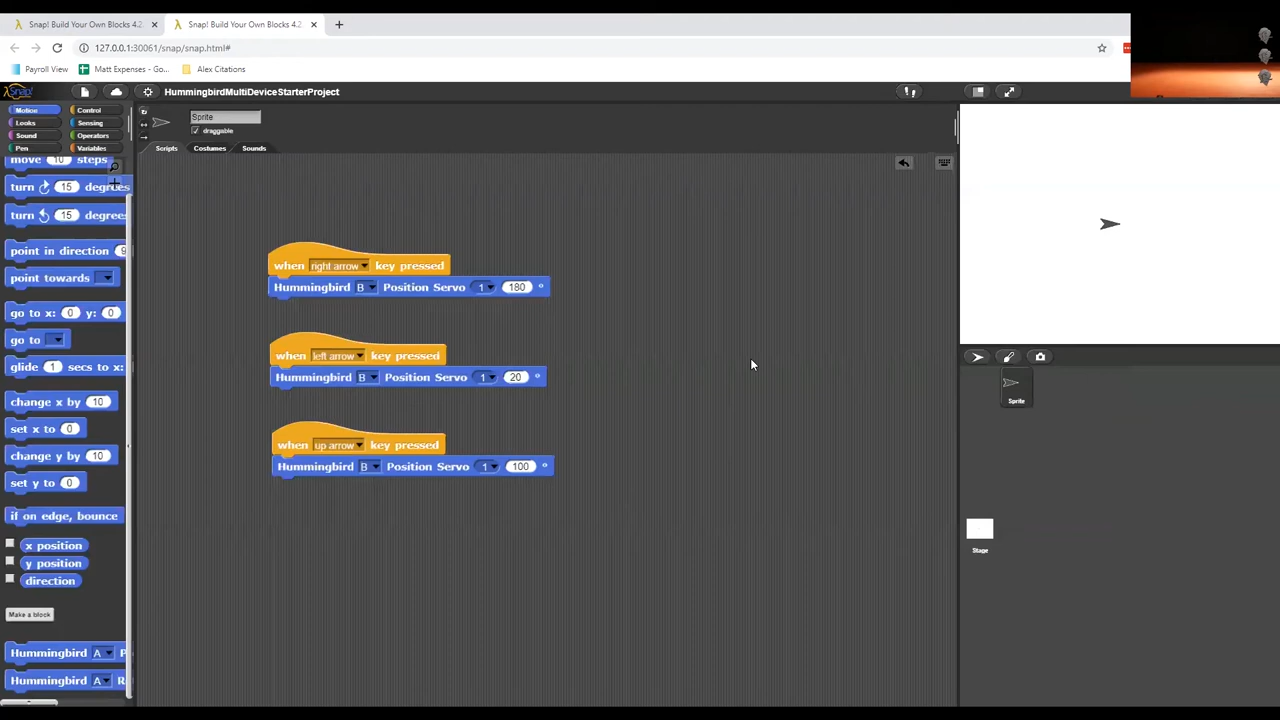 Snap! Build Your Own Blocks 4.2
Snap! Build Your Own Blocks 4.2
127.0.0.1:30061/snap/snap.html#
Payroll View
Matt Expenses - Go...
Alex Citations
Snap!
HummingbirdMultiDeviceStarterProject
Motion
Control
Looks
Sensing
Sound
Operators
Pen
Variables
Sprite
draggable
Scripts
Costumes
Sounds
move 10 steps
turn 15 degrees
turn 15 degrees
point in direction 9
point towards
go to x: 0 y: 0
go to
glide 1 secs to x:
change x by 10
set x to 0
change y by 10
set y to 0
if on edge, bounce
x position
y position
direction
Make a block
Hummingbird A P
Hummingbird A R
when right arrow key pressed
Hummingbird B Position Servo 1 180 °
when left arrow key pressed
Hummingbird B Position Servo 1 20 °
when up arrow key pressed
Hummingbird B Position Servo 1 100 °
Sprite
Stage